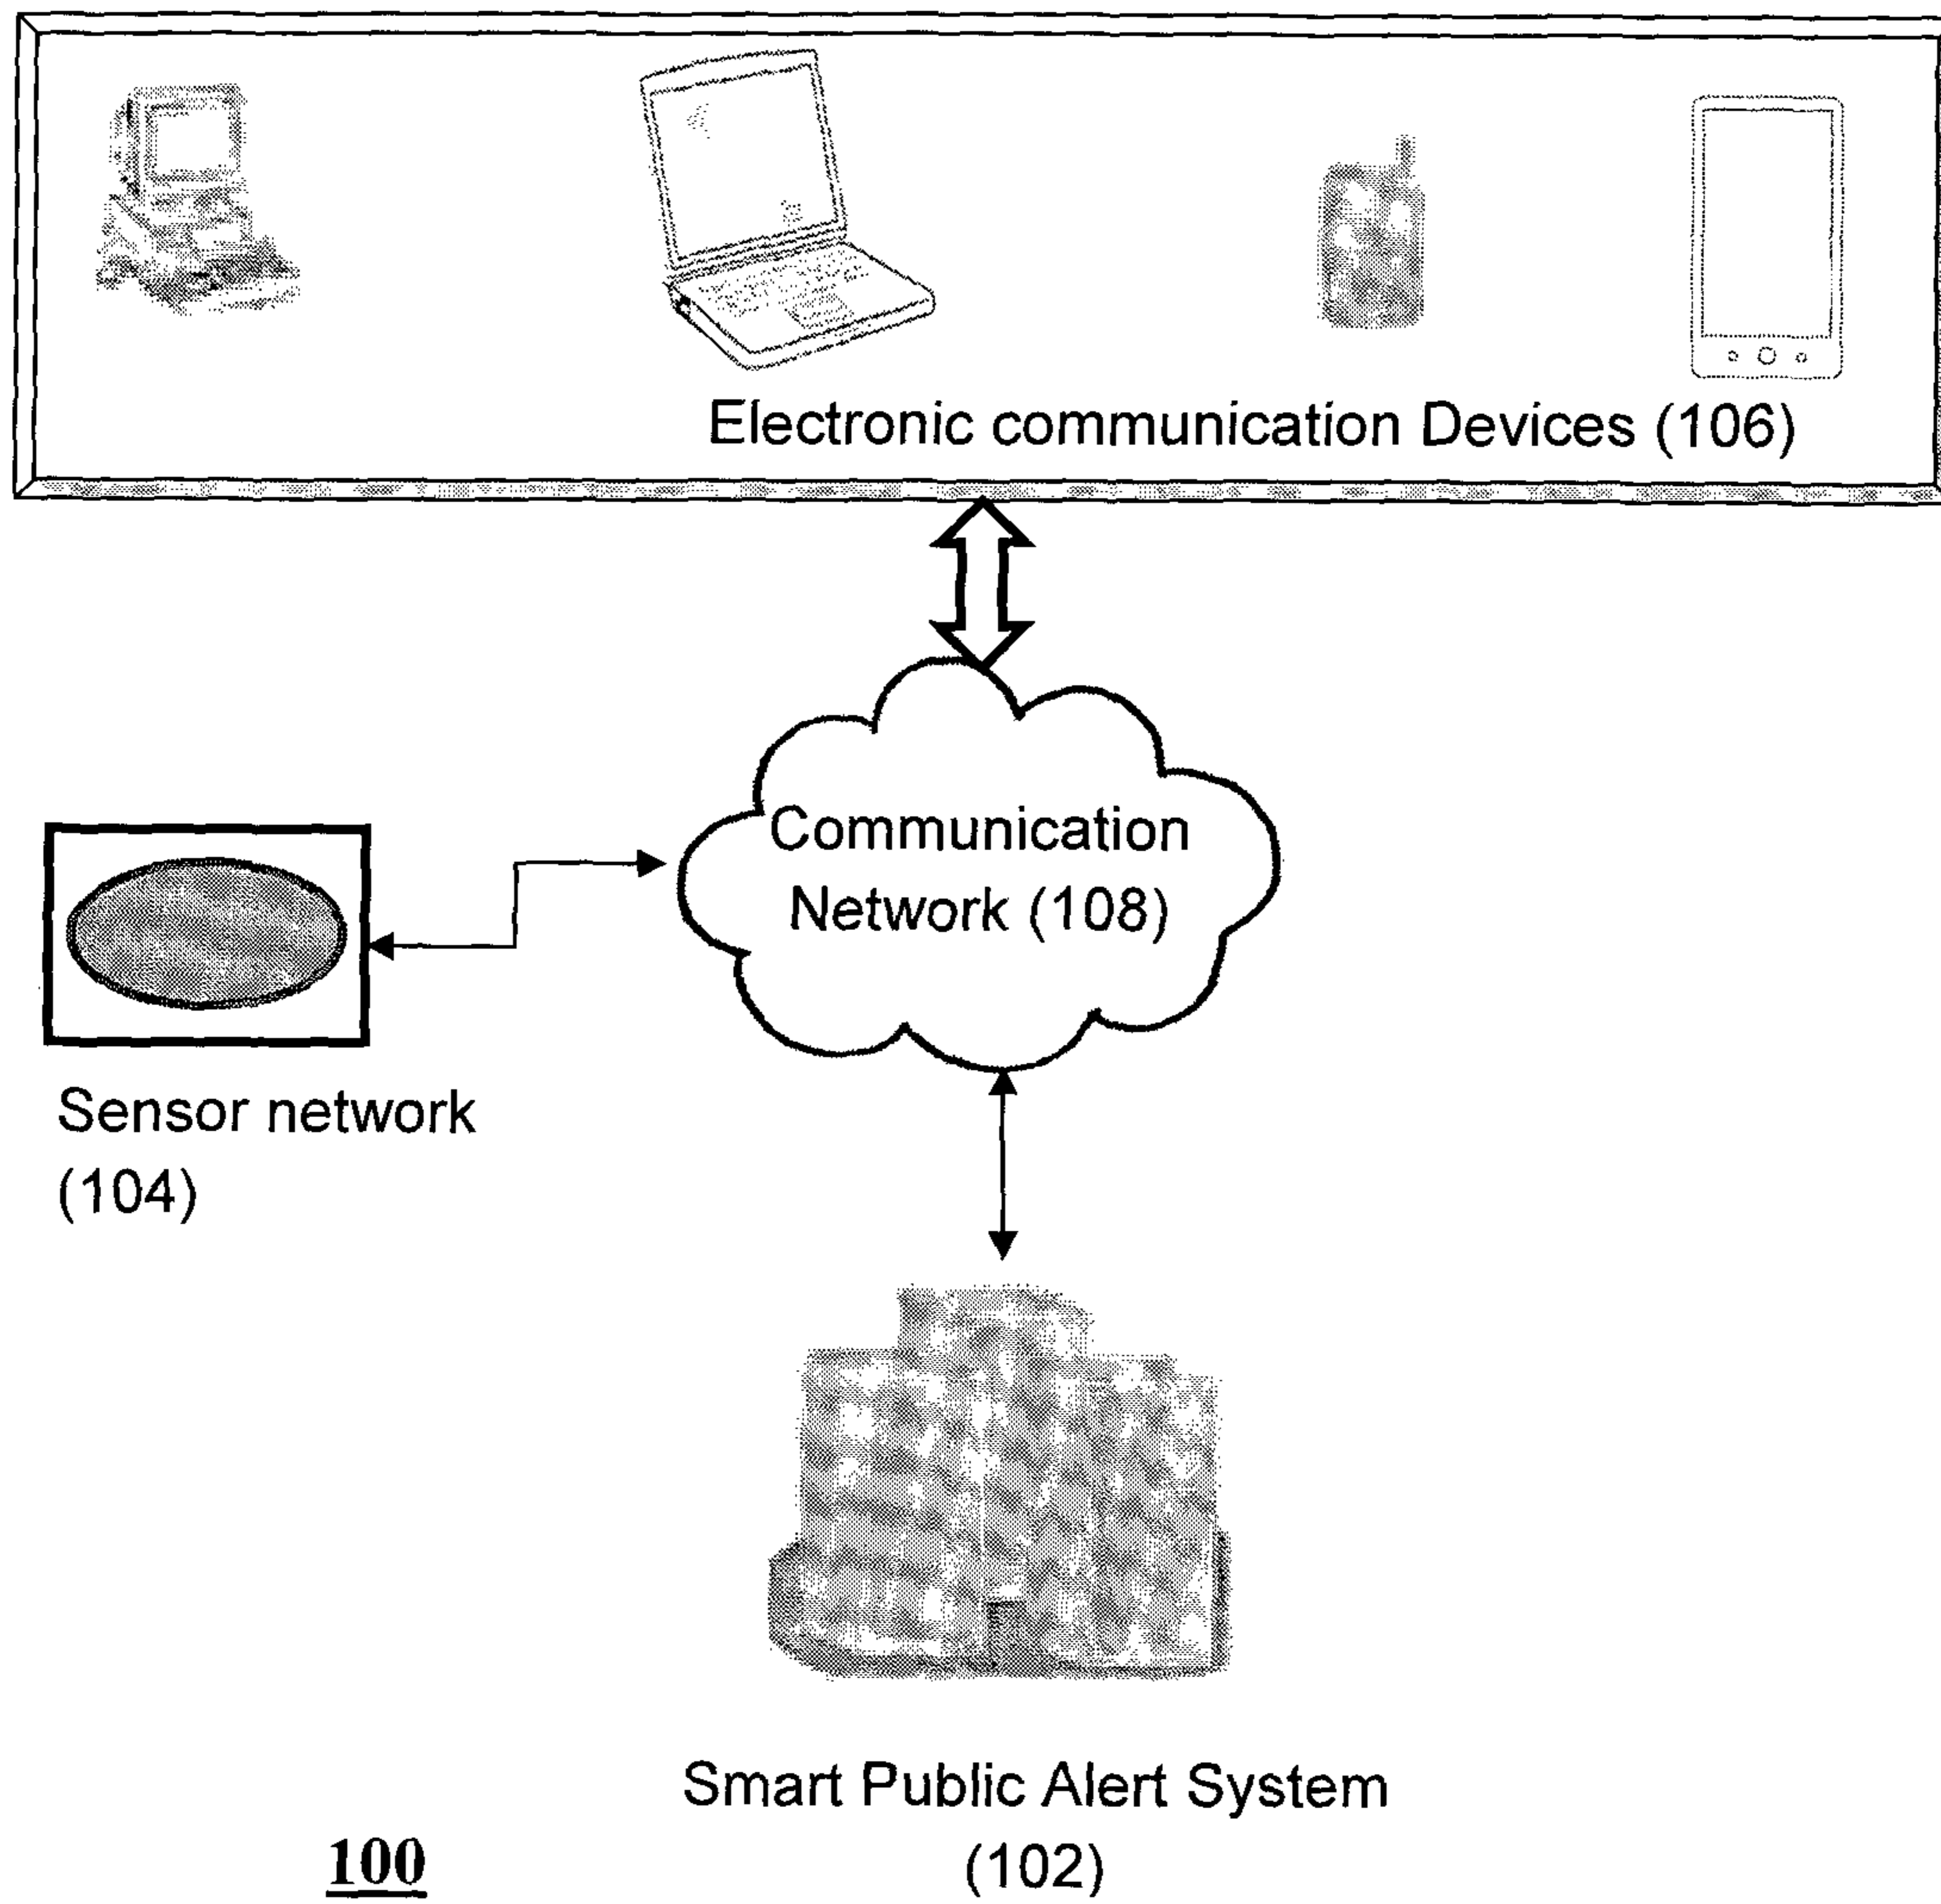 Electronic communication Devices (106)
Communication
Network (108)
Sensor network
(104)
Smart Public Alert System
(102)
100